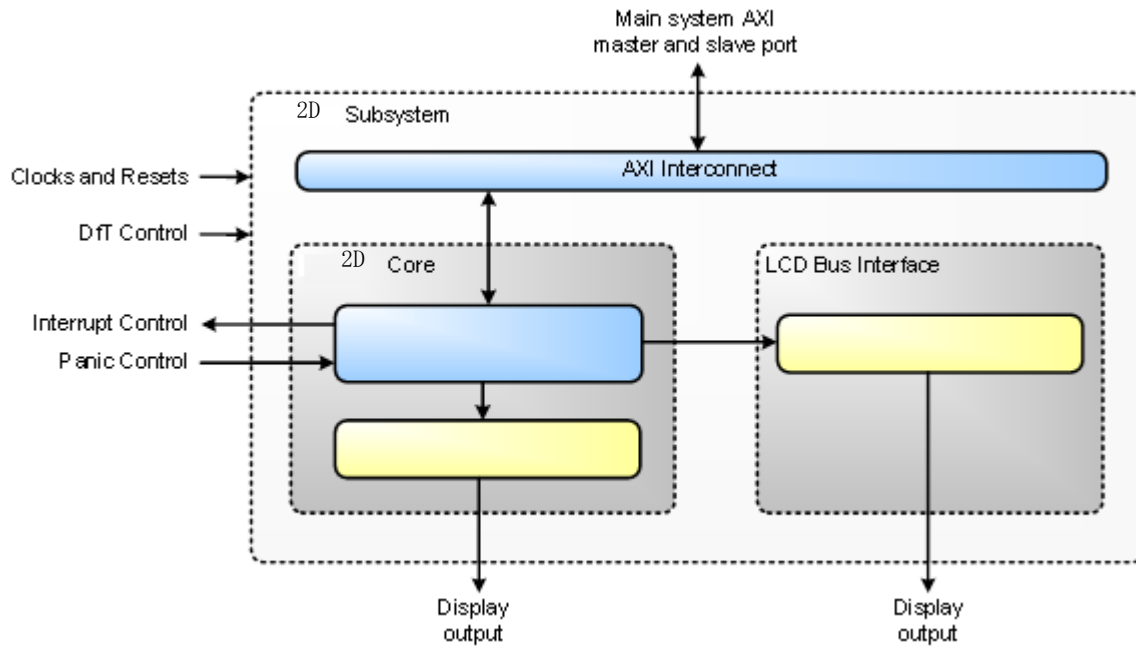 Main system AXI
master and slave port
2D Subsystem
AXI Interconnect
Clocks and Resets
DfT Control
2D Core
LCD Bus Interface
Interrupt Control
Panic Control
Display
output
Display
output